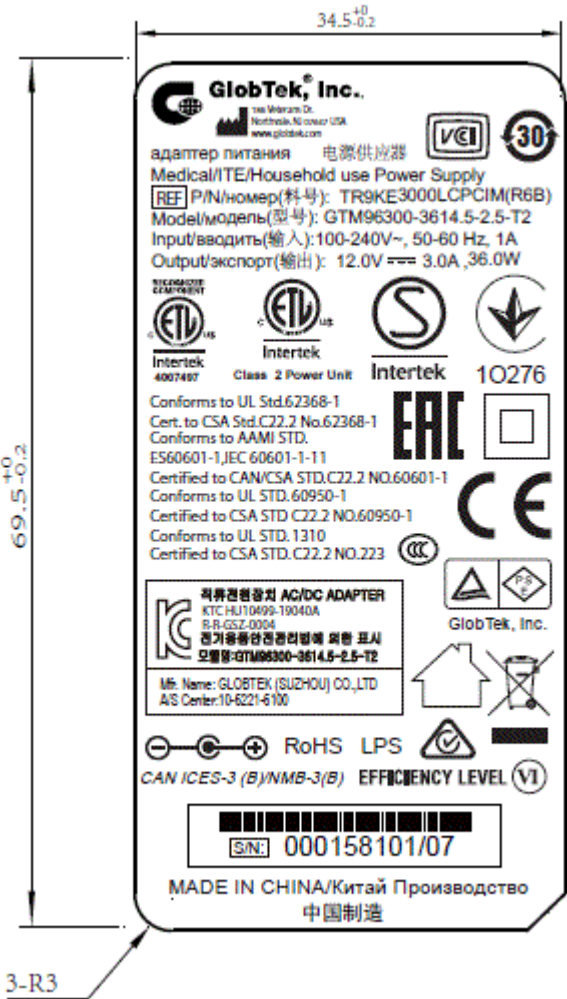 34.5 +0 -0.2
GlobTek,® Inc.
186 Veterans Dr.
Northvale, NJ 07647 USA
www.globtek.com
VCI
30
адаптер питания 电源供应器
Medical/ITE/Household use Power Supply
REF P/N/номер(料号): TR9KE3000LCPCIM(R6B)
Model/модель(型号): GTM96300-3614.5-2.5-T2
Input/вводить(输入):100-240V~, 50-60 Hz, 1A
Output/экспорт(输出): 12.0V 3.0A ,36.0W
RECOGNIZED
COMPONENT
C ETL US
Intertek
4007497
C ETL US
Intertek
Class 2 Power Unit
S
Intertek
1O276
Conforms to UL Std.62368-1
Cert. to CSA Std.C22.2 No.62368-1
Conforms to AAMI STD.
ES60601-1,IEC 60601-1-11
Certified to CAN/CSA STD.C22.2 NO.60601-1
Conforms to UL STD. 60950-1
Certified to CSA STD C22.2 NO.60950-1
Conforms to UL STD. 1310
Certified to CSA STD. C22.2 NO.223
EAC
CE
CCC
PSE
GlobTek, Inc.
직류전원장치 AC/DC ADAPTER
KTC HU10499-19040A
R-R-GSZ-0004
전기용품안전관리법에 의한 표시
모델명:GTM96300-3614.5-2.5-T2
Mfr. Name: GLOBTEK (SUZHOU) CO.,LTD
A/S Center:10-6221-6100
RoHS LPS
CAN ICES-3 (B)/NMB-3(B) EFFICIENCY LEVEL VI
S/N: 000158101/07
MADE IN CHINA/Китай Производство
中国制造
69.5 +0 -0.2
3-R3